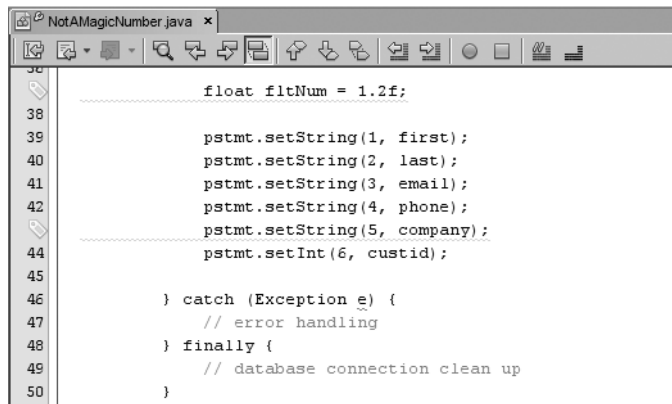 NotAMagicNumber.java x
float fltNum = 1.2f;
38
39 pstmt.setString(1, first);
40 pstmt.setString(2, last);
41 pstmt.setString(3, email);
42 pstmt.setString(4, phone);
pstmt.setString(5, company);
44 pstmt.setInt(6, custid);
45
46 } catch (Exception e) {
47 // error handling
48 } finally {
49 // database connection clean up
50 }